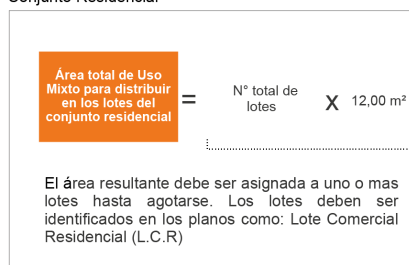 Área total de Uso
Mixto para distribuir
en los lotes del
conjunto residencial
=
N° total de
lotes
X 12,00 m²
El área resultante debe ser asignada a uno o mas
lotes hasta agotarse. Los lotes deben ser
identificados en los planos como: Lote Comercial
Residencial (L.C.R)